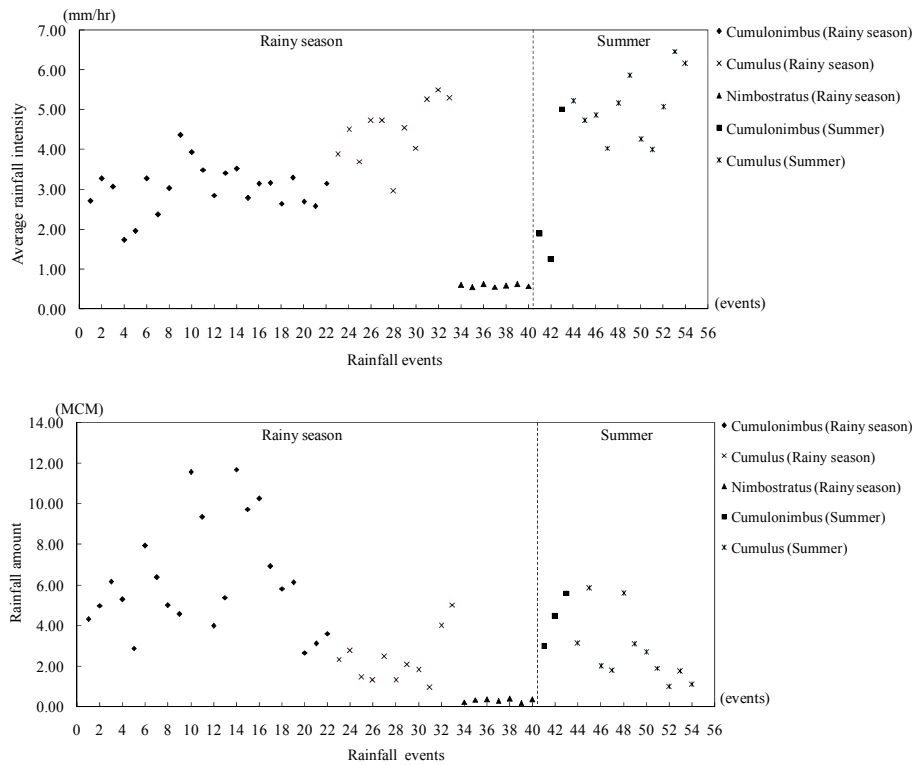 (mm/hr)
7.00
Rainy season
Summer
6.00
5.00
4.00
3.00
2.00
1.00
0.00
Average rainfall intensity
0 2 4 6 8 10 12 14 16 18 20 22 24 26 28 30 32 34 36 38 40 42 44 46 48 50 52 54 56
(events)
Rainfall events
Cumulonimbus (Rainy season)
Cumulus (Rainy season)
Nimbostratus (Rainy season)
Cumulonimbus (Summer)
Cumulus (Summer)
(MCM)
14.00
Rainy season
Summer
12.00
10.00
8.00
6.00
4.00
2.00
0.00
Rainfall amount
0 2 4 6 8 10 12 14 16 18 20 22 24 26 28 30 32 34 36 38 40 42 44 46 48 50 52 54 56
(events)
Rainfall events
Cumulonimbus (Rainy season)
Cumulus (Rainy season)
Nimbostratus (Rainy season)
Cumulonimbus (Summer)
Cumulus (Summer)